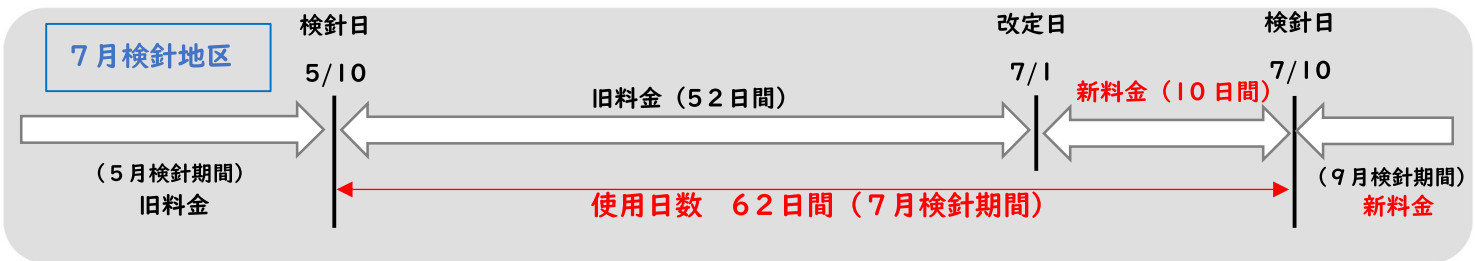 ７月検針地区
検針日
5/10
改定日
7/1
検針日
7/10
旧料金（５２日間）
新料金（10日間）
（５月検針期間）
旧料金
使用日数　６２日間（７月検針期間）
（９月検針期間）
新料金